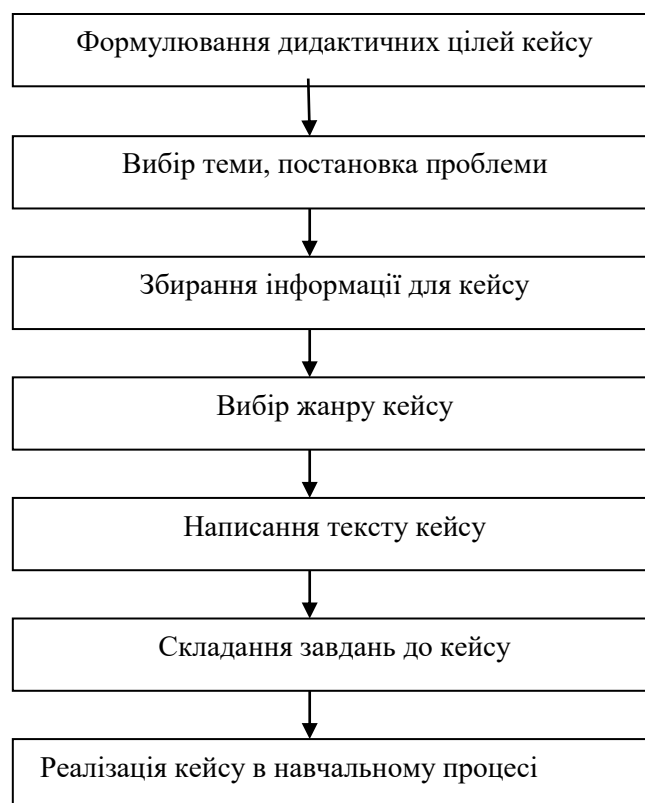 Формулювання дидактичних цілей кейсу
Вибір теми, постановка проблеми
Збирання інформації для кейсу
Вибір жанру кейсу
Написання тексту кейсу
Складання завдань до кейсу
Реалізація кейсу в навчальному процесі